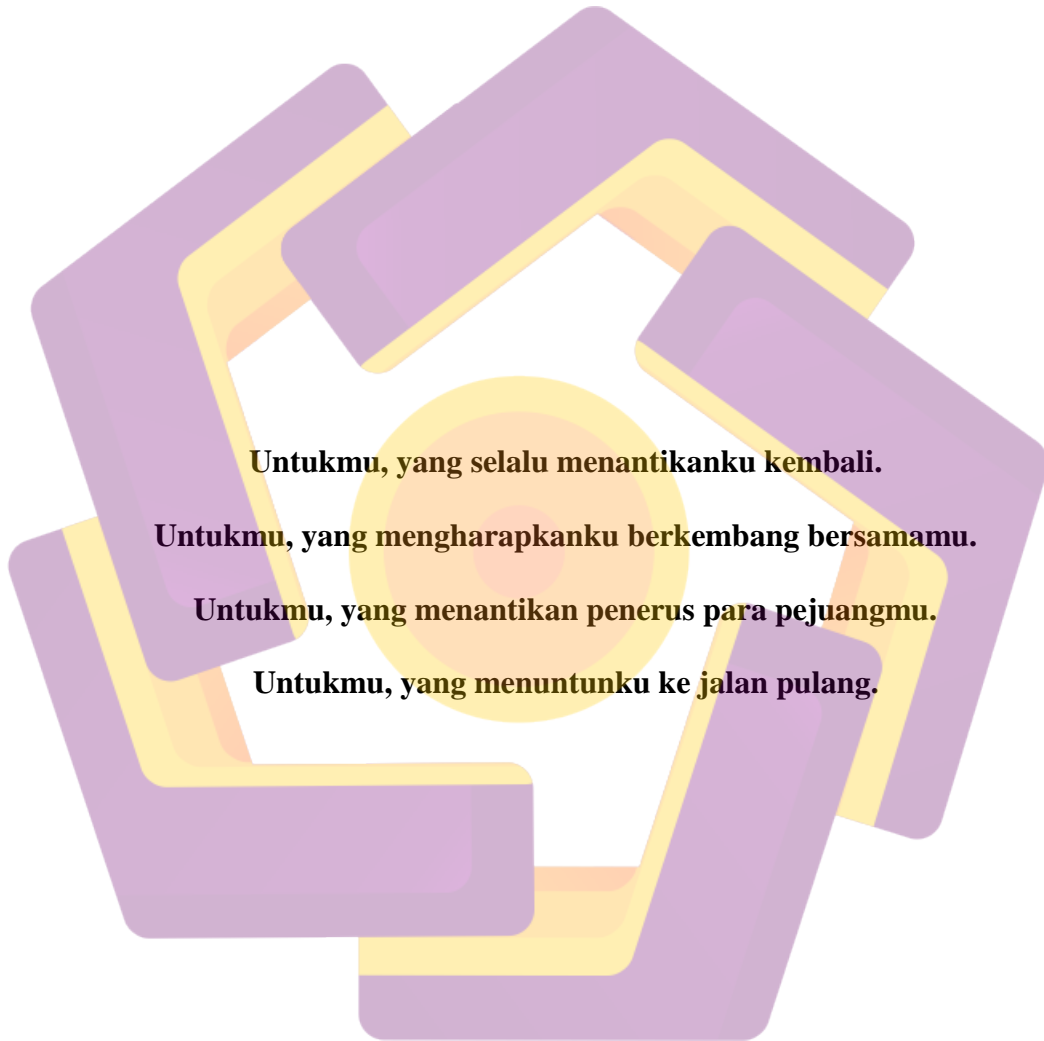 Untukmu, yang selalu menantikanku kembali.
Untukmu, yang mengharapkanku berkembang bersamamu.
Untukmu, yang menantikan penerus para pejuangmu.
Untukmu, yang menuntunku ke jalan pulang.